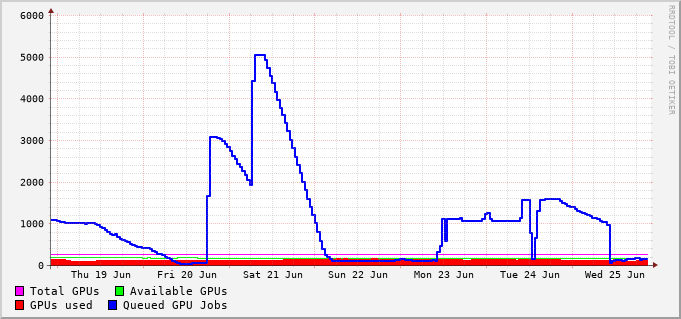 6000
5000
4000
3000
2000
1000
0
Thu 19 Jun Fri 20 Jun Sat 21 Jun Sun 22 Jun Mon 23 Jun Tue 24 Jun Wed 25 Jun
Total GPUs Available GPUs
GPUs used Queued GPU Jobs
RRDTOOL / TOBI OETIKER